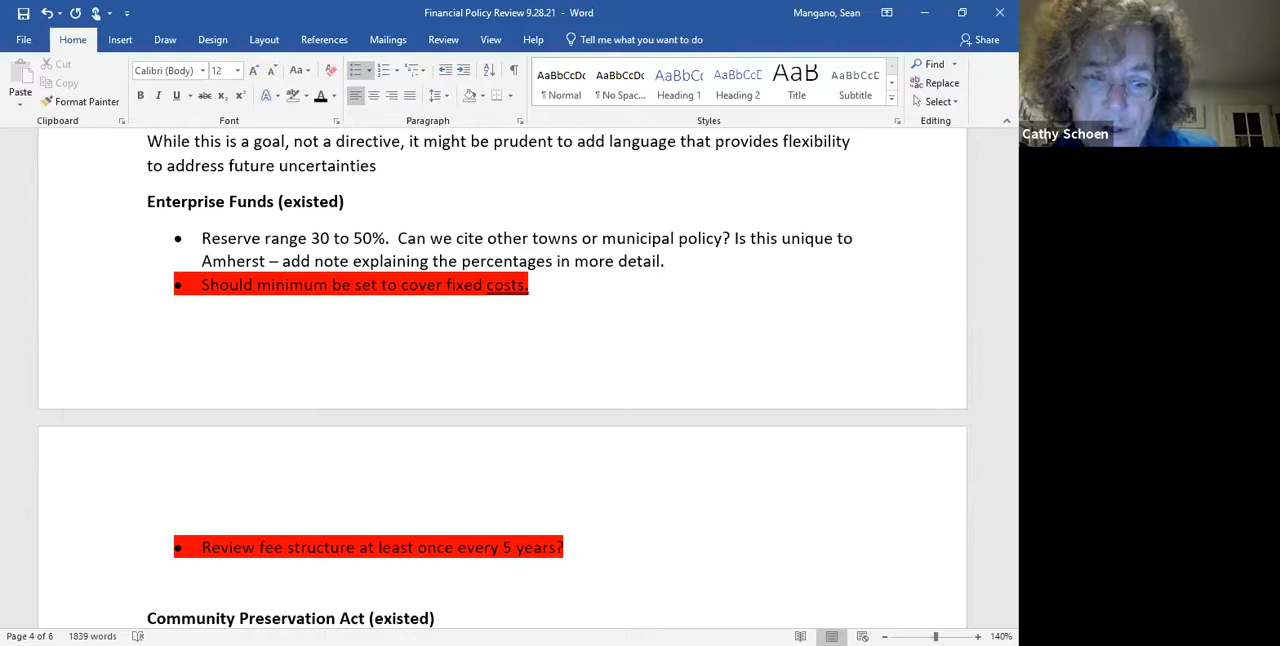 Financial Policy Review 9.28.21 - Word
Mangano, Sean
File Home Insert Draw Design Layout References Mailings Review View Help Tell me what you want to do Share
Paste
Cut
Copy
Format Painter
Clipboard
Calibri (Body) 12
Font
Paragraph
AaBbCcDc AaBbCcDc AaBbCc AaBbCcD AaB AaBbCcD
¶ Normal ¶ No Spac... Heading 1 Heading 2 Title Subtitle
Styles
Find
Replace
Select
Editing
Cathy Schoen
While this is a goal, not a directive, it might be prudent to add language that provides flexibility
to address future uncertainties
Enterprise Funds (existed)
• Reserve range 30 to 50%. Can we cite other towns or municipal policy? Is this unique to
Amherst – add note explaining the percentages in more detail.
• Should minimum be set to cover fixed costs.
• Review fee structure at least once every 5 years?
Community Preservation Act (existed)
Page 4 of 6 1839 words 140%